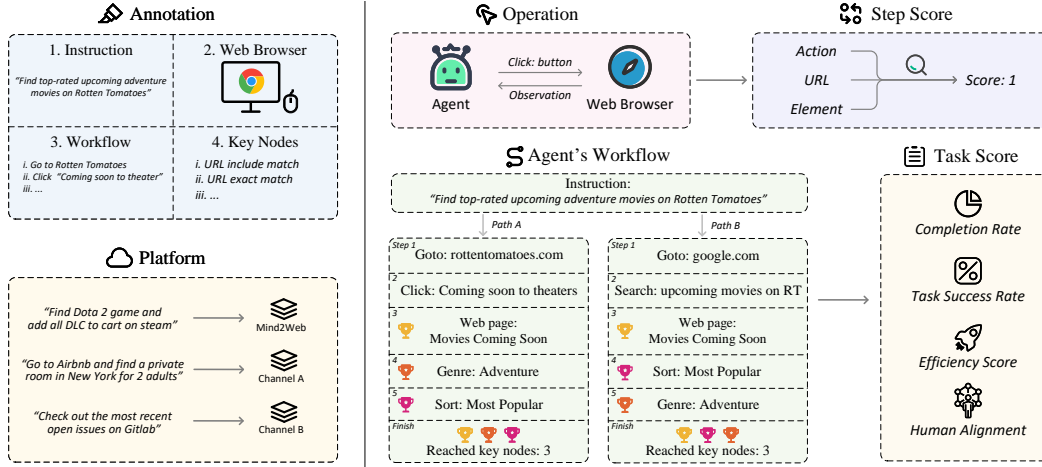 Annotation
1. Instruction
“Find top-rated upcoming adventure
movies on Rotten Tomatoes”
2. Web Browser
3. Workflow
i. Go to Rotten Tomatoes
ii. Click “Coming soon to theater”
iii. ...
4. Key Nodes
i. URL include match
ii. URL exact match
iii. ...
Platform
“Find Dota 2 game and
add all DLC to cart on steam”
Mind2Web
“Go to Airbnb and find a private
room in New York for 2 adults”
Channel A
“Check out the most recent
open issues on Gitlab”
Channel B
Operation
Agent
Click: button
Observation
Web Browser
Step Score
Action
URL
Element
Score: 1
Agent’s Workflow
Instruction:
“Find top-rated upcoming adventure movies on Rotten Tomatoes”
Path A
Path B
Step 1
Goto: rottentomatoes.com
2
Click: Coming soon to theaters
3
Web page:
Movies Coming Soon
4
Genre: Adventure
5
Sort: Most Popular
Finish
Reached key nodes: 3
Step 1
Goto: google.com
2
Search: upcoming movies on RT
3
Web page:
Movies Coming Soon
4
Sort: Most Popular
5
Genre: Adventure
Finish
Reached key nodes: 3
Task Score
Completion Rate
Task Success Rate
Efficiency Score
Human Alignment